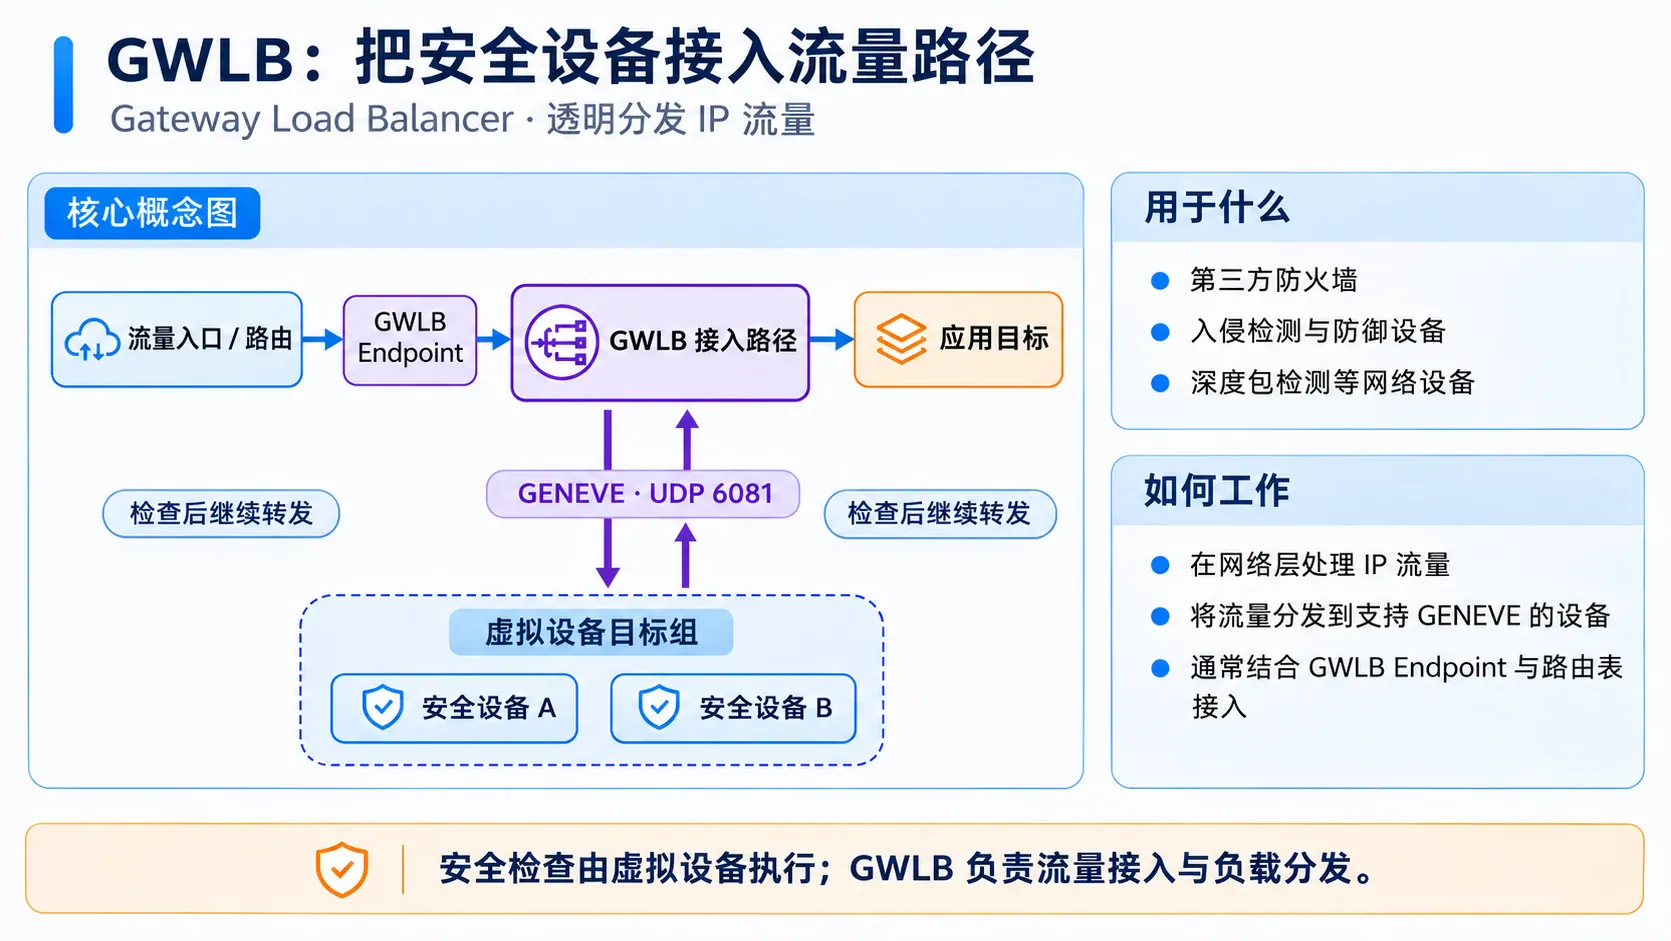 GWLB：把安全设备接入流量路径
Gateway Load Balancer · 透明分发 IP 流量
核心概念图
流量入口 / 路由
GWLB
Endpoint
GWLB 接入路径
应用目标
GENEVE · UDP 6081
检查后继续转发
检查后继续转发
虚拟设备目标组
安全设备 A
安全设备 B
用于什么
第三方防火墙
入侵检测与防御设备
深度包检测等网络设备
如何工作
在网络层处理 IP 流量
将流量分发到支持 GENEVE 的设备
通常结合 GWLB Endpoint 与路由表
接入
安全检查由虚拟设备执行；GWLB 负责流量接入与负载分发。